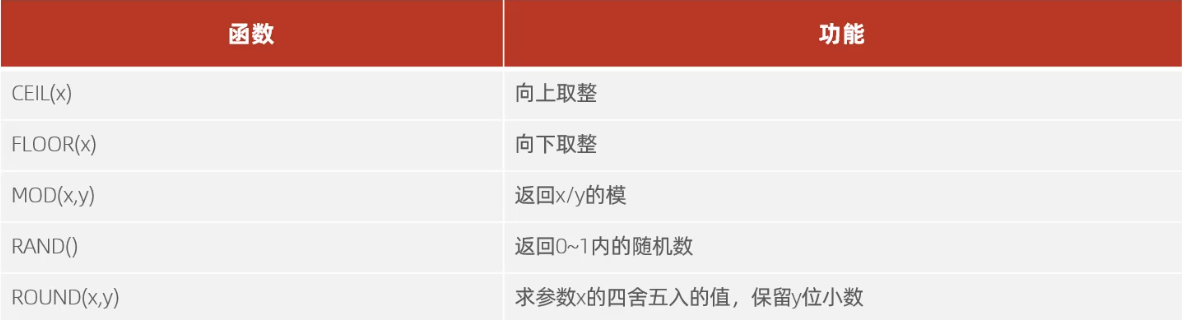 函数 功能
CEIL(x) 向上取整
FLOOR(x) 向下取整
MOD(x,y) 返回x/y的模
RAND() 返回0~1内的随机数
ROUND(x,y) 求参数x的四舍五入的值，保留y位小数